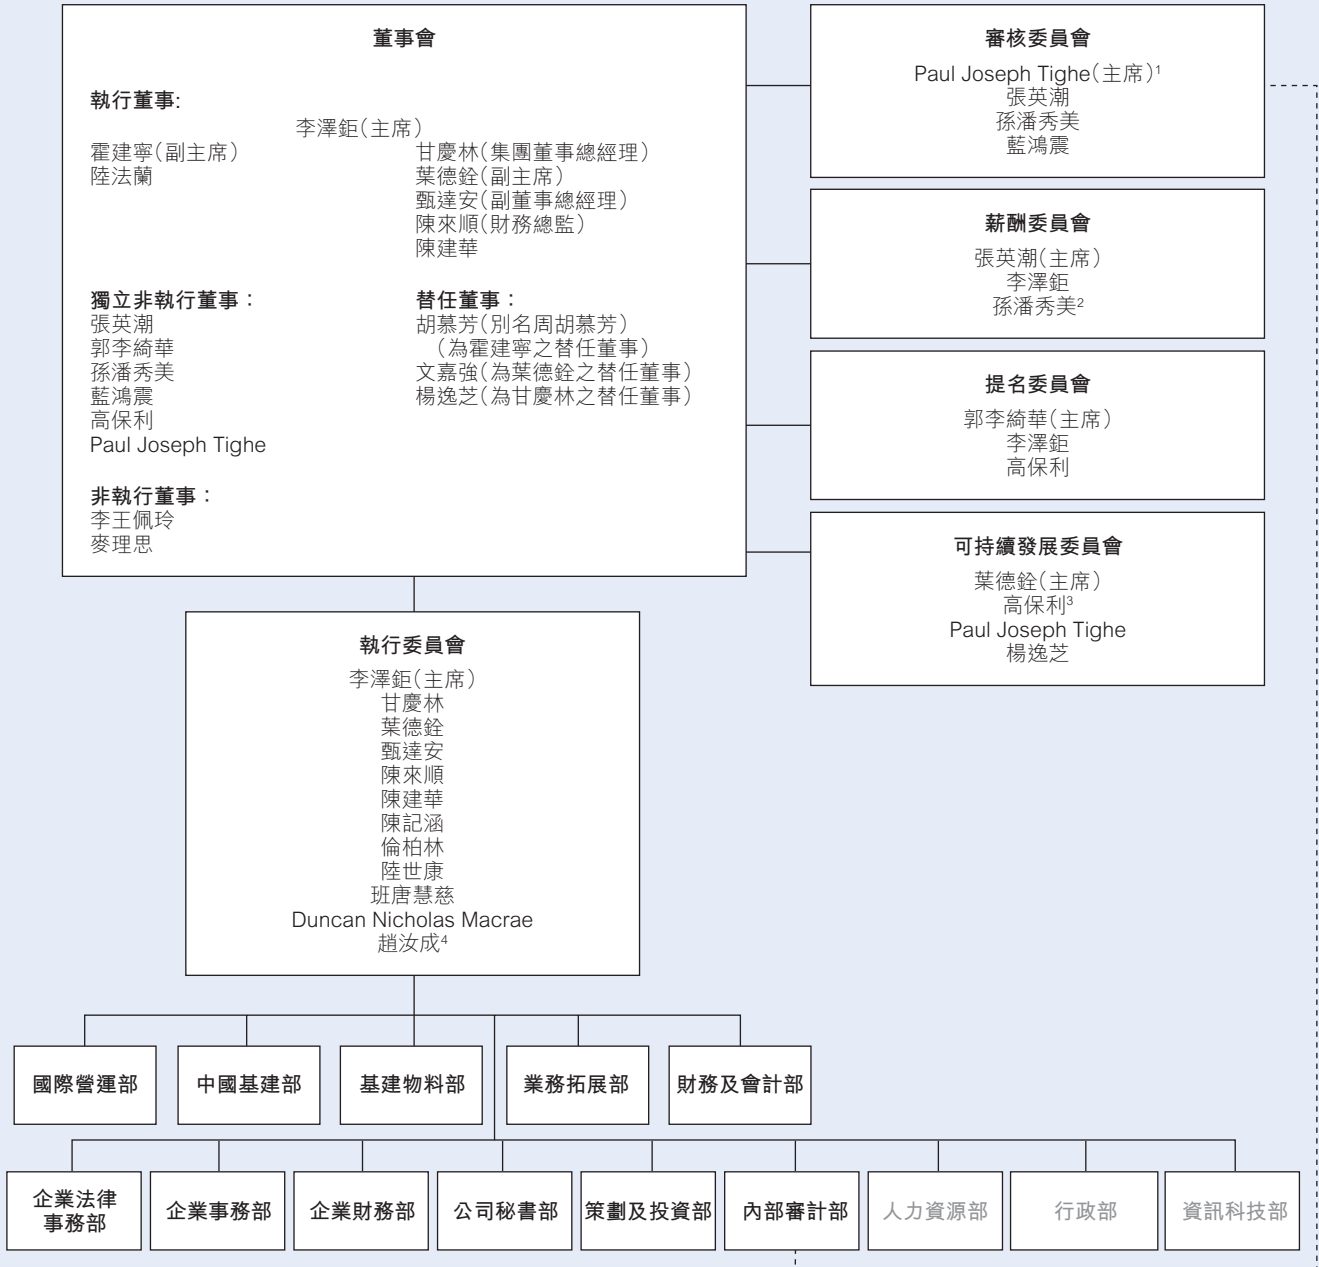 董事會
執行董事:
李澤鉅(主席)
霍建寧(副主席)
陸法蘭
甘慶林(集團董事總經理)
葉德銓(副主席)
甄達安(副董事總經理)
陳來順(財務總監)
陳建華
獨立非執行董事：
張英潮
郭李綺華
孫潘秀美
藍鴻震
高保利
Paul Joseph Tighe
替任董事：
胡慕芳(別名周胡慕芳)
(為霍建寧之替任董事)
文嘉強(為葉德銓之替任董事)
楊逸芝(為甘慶林之替任董事)
非執行董事：
李王佩玲
麥理思
審核委員會
Paul Joseph Tighe(主席)¹
張英潮
孫潘秀美
藍鴻震
薪酬委員會
張英潮(主席)
李澤鉅
孫潘秀美²
提名委員會
郭李綺華(主席)
李澤鉅
高保利
可持續發展委員會
葉德銓(主席)
高保利³
Paul Joseph Tighe
楊逸芝
執行委員會
李澤鉅(主席)
甘慶林
葉德銓
甄達安
陳來順
陳建華
陳記涵
倫柏林
陸世康
班唐慧慈
Duncan Nicholas Macrae
趙汝成⁴
國際營運部
中國基建部
基建物料部
業務拓展部
財務及會計部
企業法律
事務部
企業事務部
企業財務部
公司秘書部
策劃及投資部
內部審計部
人力資源部
行政部
資訊科技部